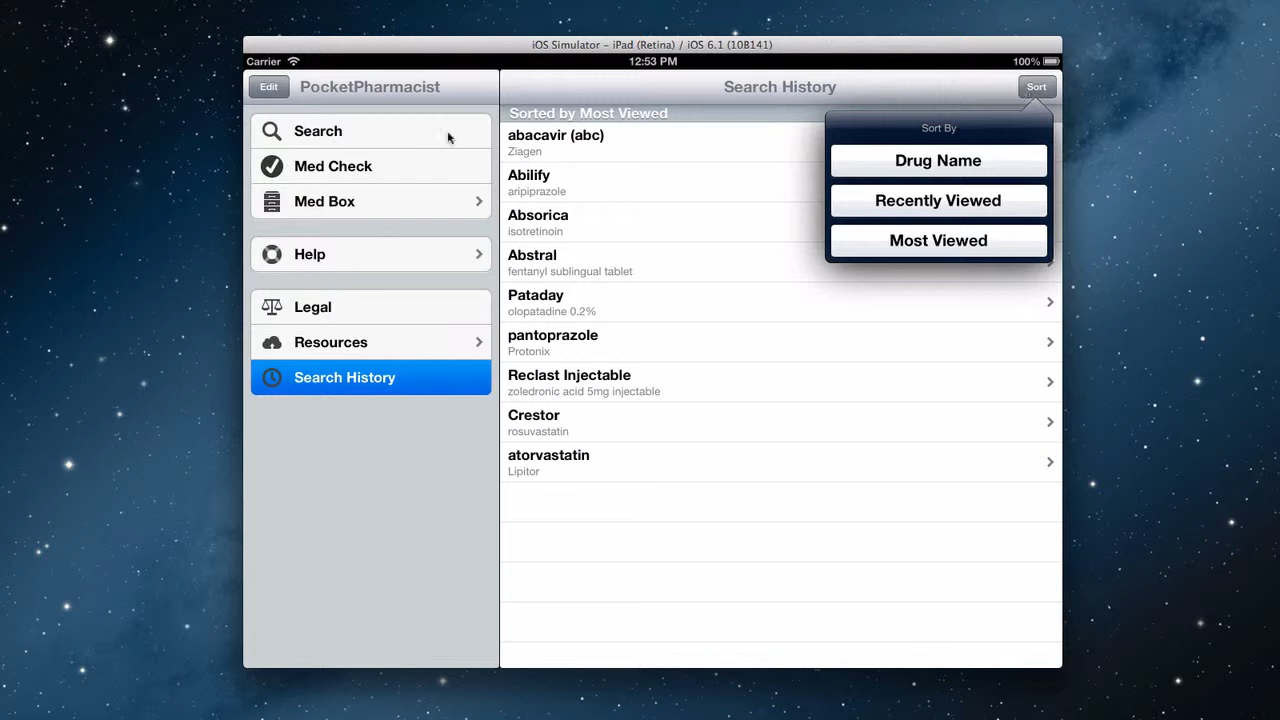 iOS Simulator – iPad (Retina) / iOS 6.1 (10B141)
Carrier
12:53 PM
100%
Edit
PocketPharmacist
Search History
Sort
Search
Med Check
Med Box
Help
Legal
Resources
Search History
Sorted by Most Viewed
abacavir (abc)
Ziagen
Abilify
aripiprazole
Absorica
isotretinoin
Abstral
fentanyl sublingual tablet
Pataday
olopatadine 0.2%
pantoprazole
Protonix
Reclast Injectable
zoledronic acid 5mg injectable
Crestor
rosuvastatin
atorvastatin
Lipitor
Sort By
Drug Name
Recently Viewed
Most Viewed